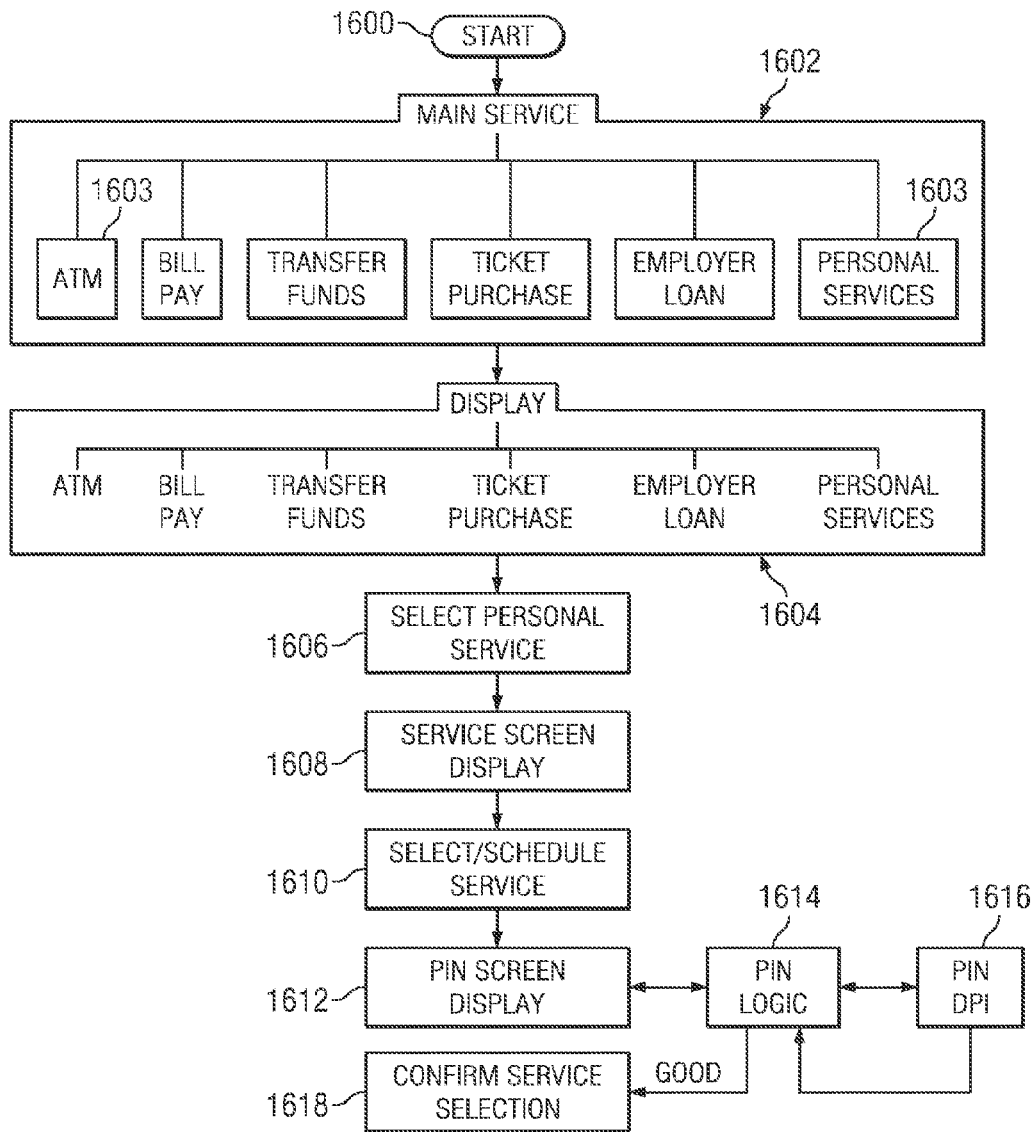 1600
START
1602
MAIN SERVICE
1603
1603
ATM
BILL
PAY
TRANSFER
FUNDS
TICKET
PURCHASE
EMPLOYER
LOAN
PERSONAL
SERVICES
DISPLAY
ATM
BILL
PAY
TRANSFER
FUNDS
TICKET
PURCHASE
EMPLOYER
LOAN
PERSONAL
SERVICES
1604
1606
SELECT PERSONAL
SERVICE
1608
SERVICE SCREEN
DISPLAY
1610
SELECT/SCHEDULE
SERVICE
1612
PIN SCREEN
DISPLAY
1614
PIN
LOGIC
1616
PIN
DPI
GOOD
1618
CONFIRM SERVICE
SELECTION